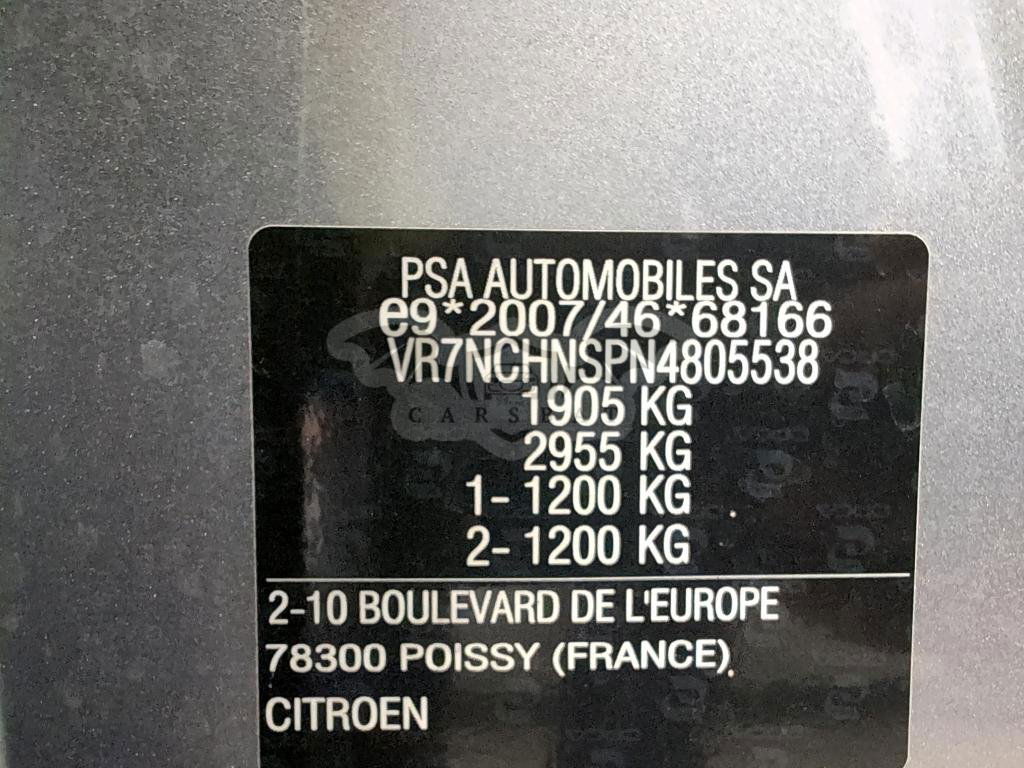 PSA AUTOMOBILES SA
e9*2007/46*68166
VR7NCHNSPN4805538
1905 KG
2955 KG
1- 1200 KG
2- 1200 KG
2-10 BOULEVARD DE L'EUROPE
78300 POISSY (FRANCE)
CITROEN